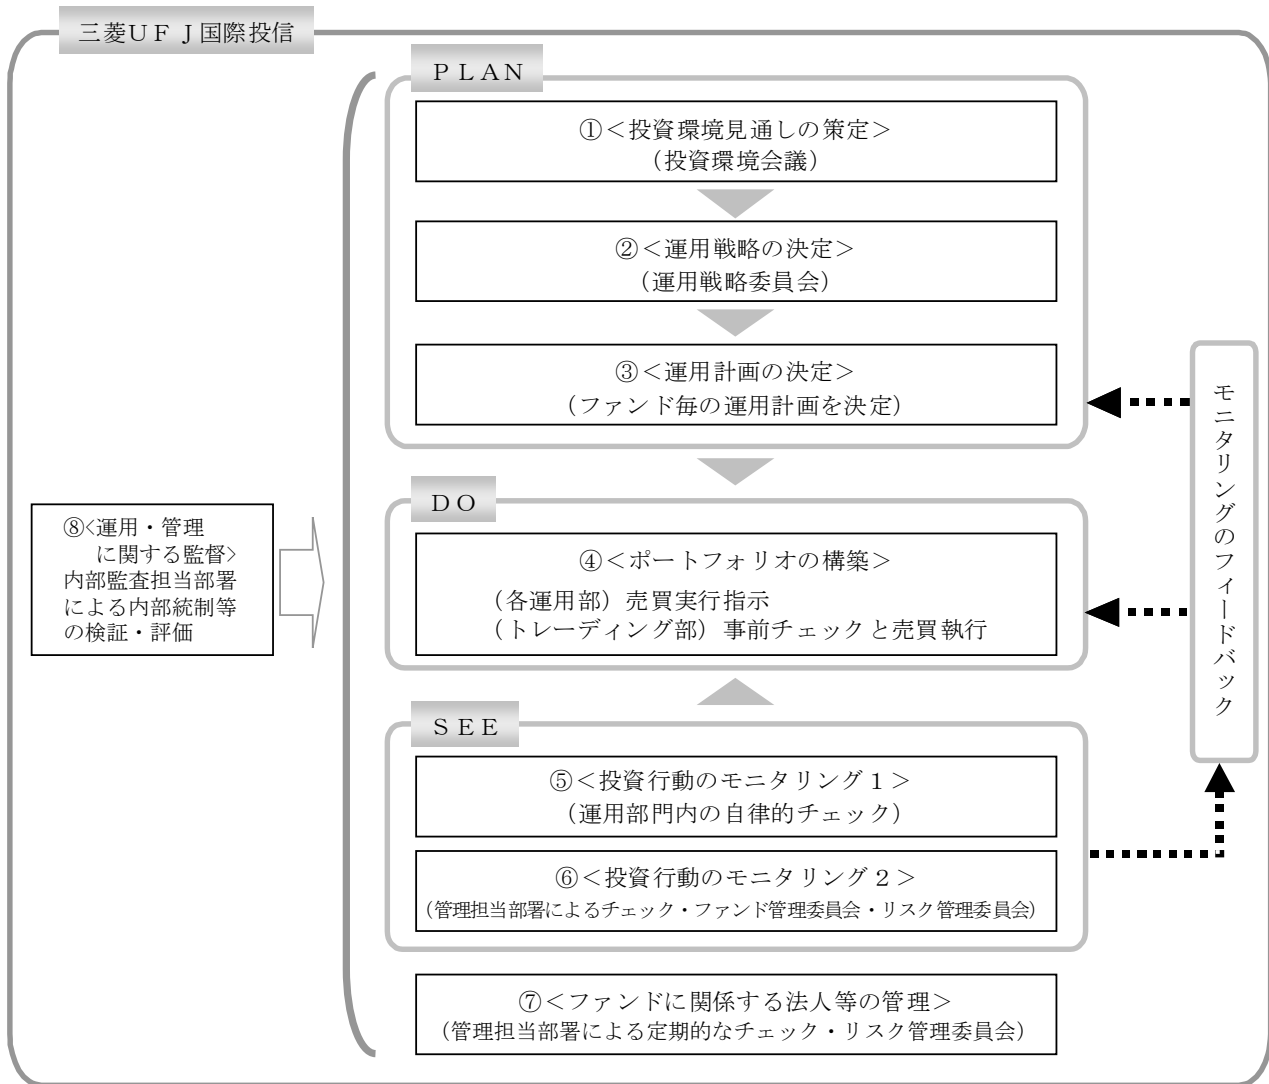 三菱UFJ国際投信
PLAN
①<投資環境見通しの策定>
(投資環境会議)
②<運用戦略の決定>
(運用戦略委員会)
③<運用計画の決定>
(ファンド毎の運用計画を決定)
DO
④<ポートフォリオの構築>
(各運用部)売買実行指示
(トレーディング部)事前チェックと売買執行
SEE
⑤<投資行動のモニタリング1>
(運用部門内の自律的チェック)
⑥<投資行動のモニタリング2>
(管理担当部署によるチェック・ファンド管理委員会・リスク管理委員会)
⑦<ファンドに関係する法人等の管理>
(管理担当部署による定期的なチェック・リスク管理委員会)
⑧<運用・管理
に関する監督>
内部監査担当部署
による内部統制等
の検証・評価
モニタリングのフィードバック